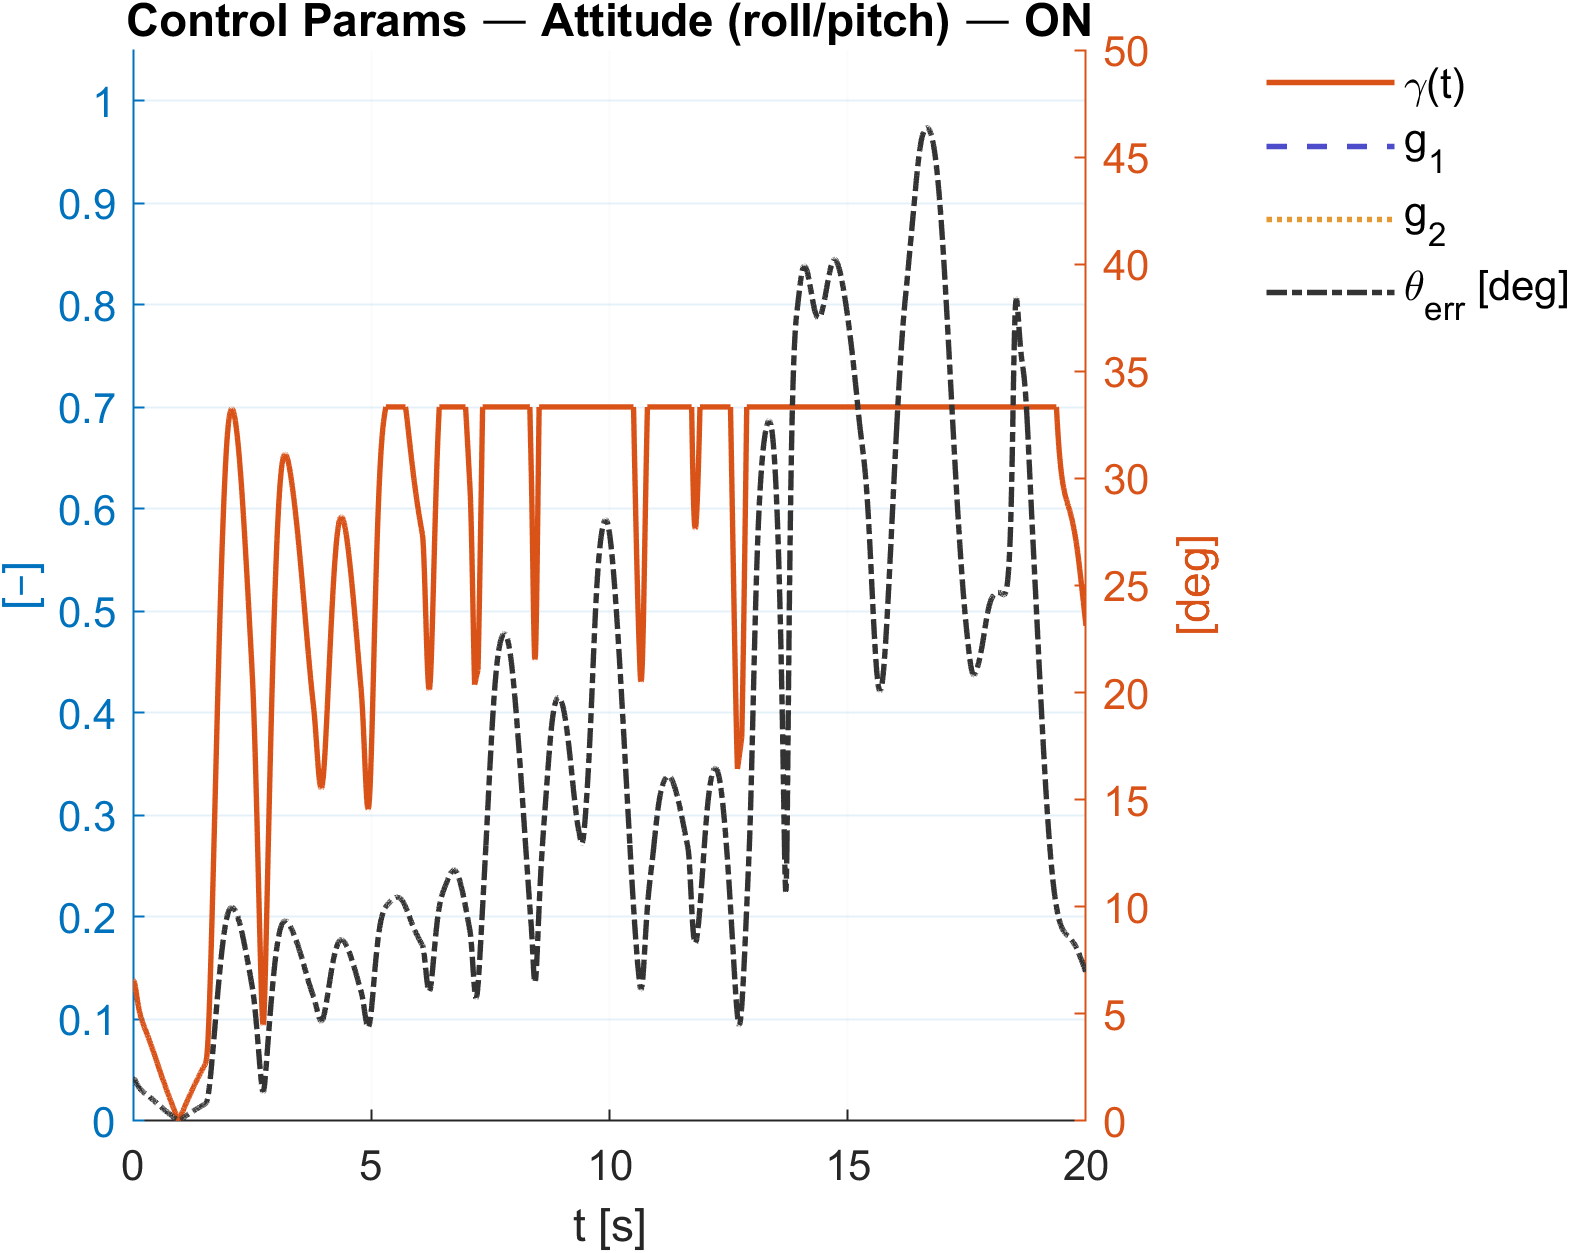 Control Params — Attitude (roll/pitch) — ON
1
0.9
0.8
0.7
0.6
0.5
0.4
0.3
0.2
0.1
0
[−]
50
45
40
35
30
25
20
15
10
5
0
[deg]
0 5 10 15 20
t [s]
γ(t)
g1
g2
θerr [deg]